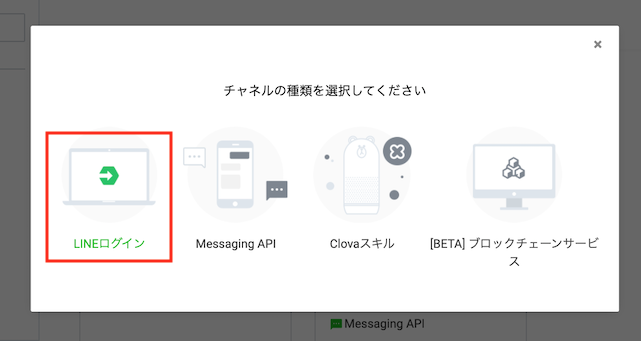 チャネルの種類を選択してください
LINEログイン
Messaging API
Clovaスキル
[BETA] ブロックチェーンサービ
ス
Messaging API